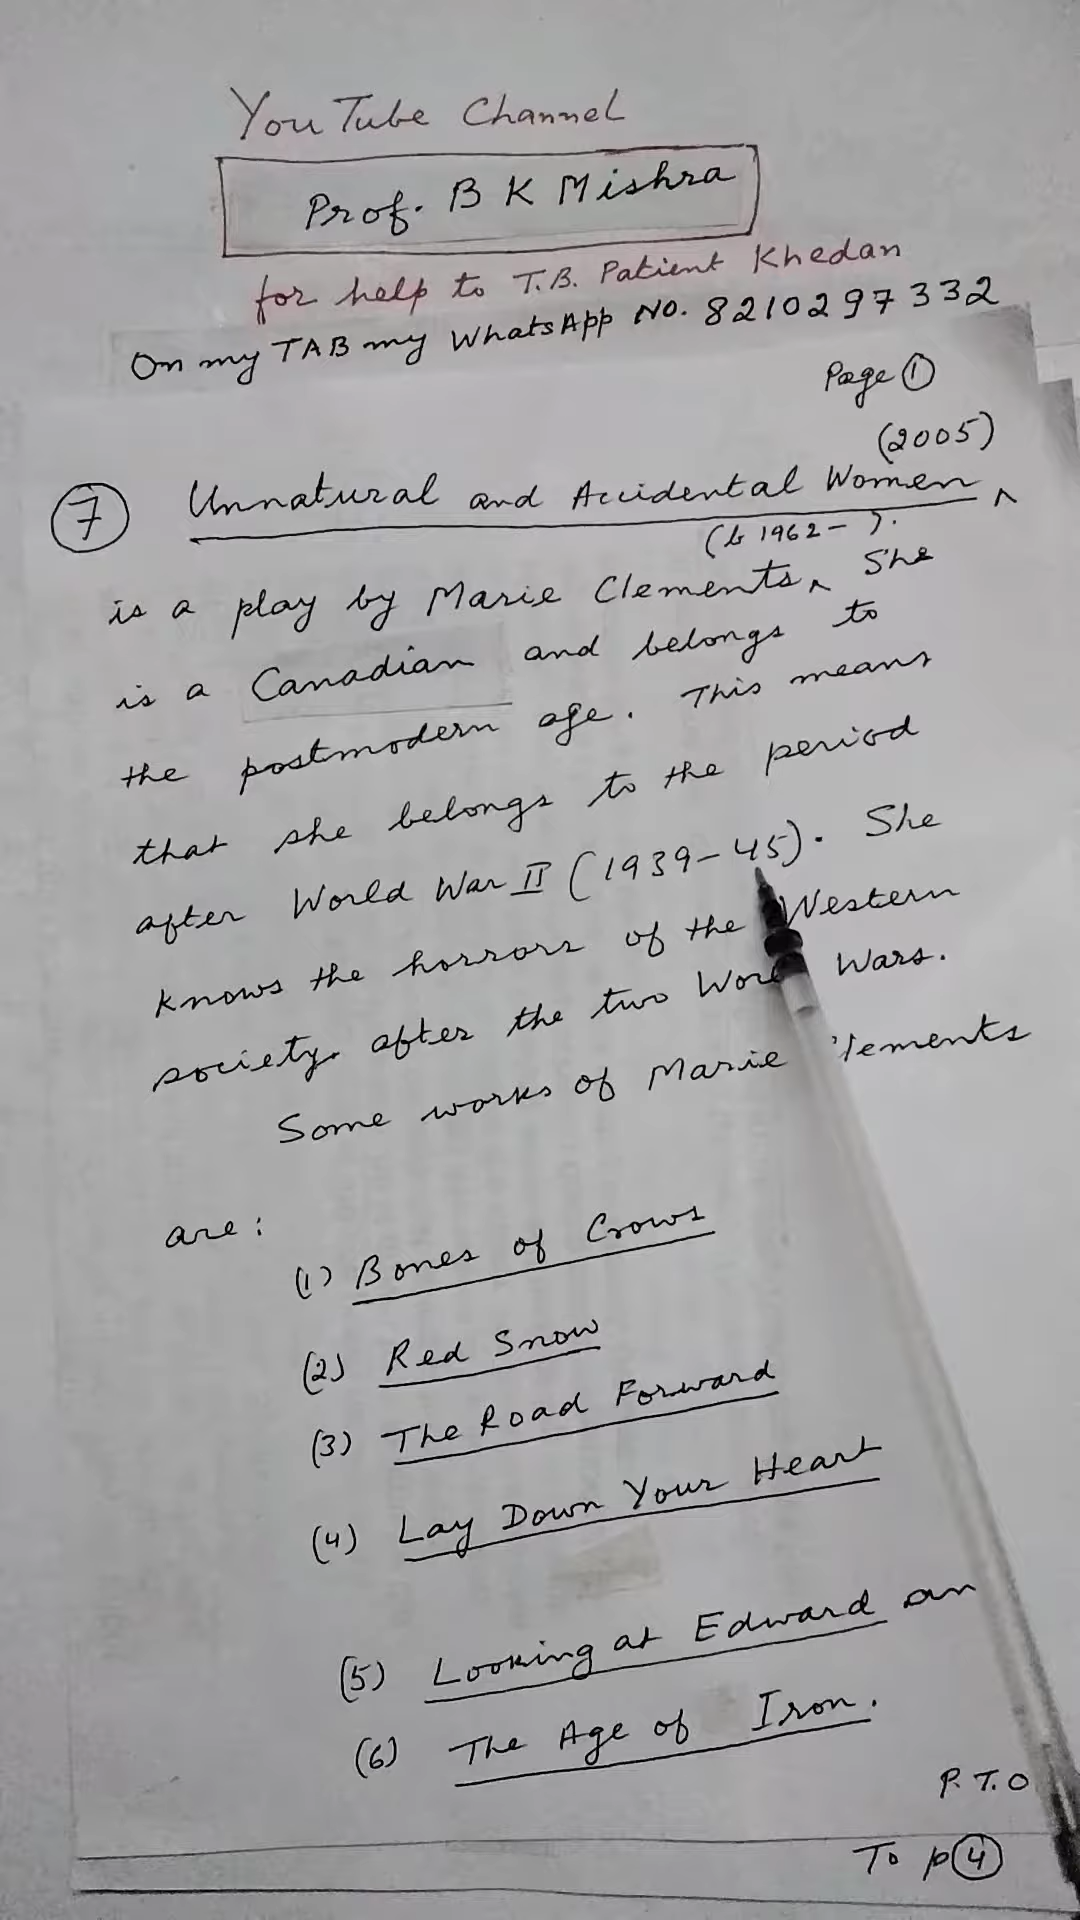 YouTube Channel
Prof. B K Mishra
for help to T.B. Patient Khedan
On my TAB my WhatsApp No. 8210297332
Page 1
(2005)
7 Unnatural and Accidental Women ^
(b 1962- ).
is a play by Marie Clements ^ She
is a Canadian and belongs to
the postmodern age. This means
that she belongs to the period
after World War II (1939-45). She
knows the horrors of the Western
society. after the two Wars.
Some works of Marie lements
are:
(1) Bones of Crows
(2) Red Snow
(3) The Road Forward
(4) Lay Down Your Heart
(5) Looking at Edward an
(6) The Age of Iron.
P.T.O
To p 4